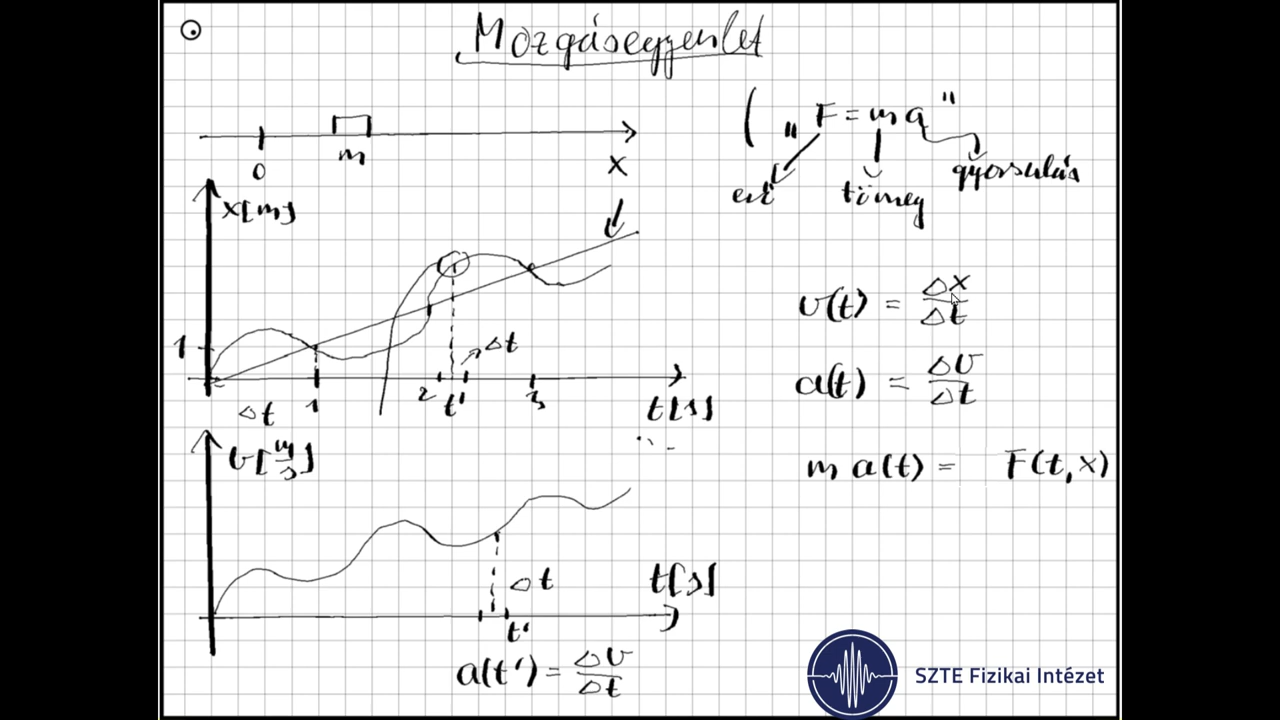 Mozgásegyenlet
0 m x
( „ F = m a "
erő tömeg gyorsulás
x[m]
1
Δt 1 2 t' Δt 3 t[s]
v(t) = Δx/Δt
a(t) = Δv/Δt
m a(t) = F(t,x)
v[m/s]
Δt t[s]
t'
a(t') = Δv/Δt
SZTE Fizikai Intézet